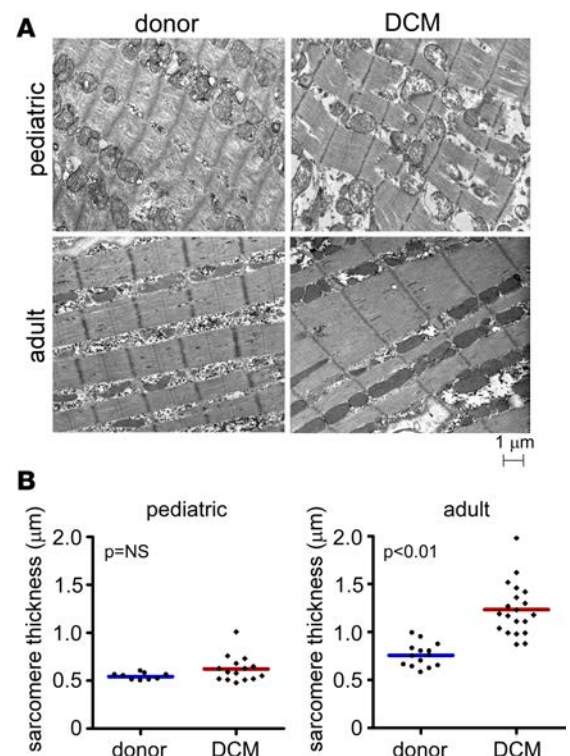 A donor DCM
pediatric
adult
1 μm
B pediatric adult
sarcomere thickness (μm)
2.0
p=NS
1.5
1.0
0.5
0
donor DCM
sarcomere thickness (μm)
2.0
p<0.01
1.5
1.0
0.5
0
donor DCM